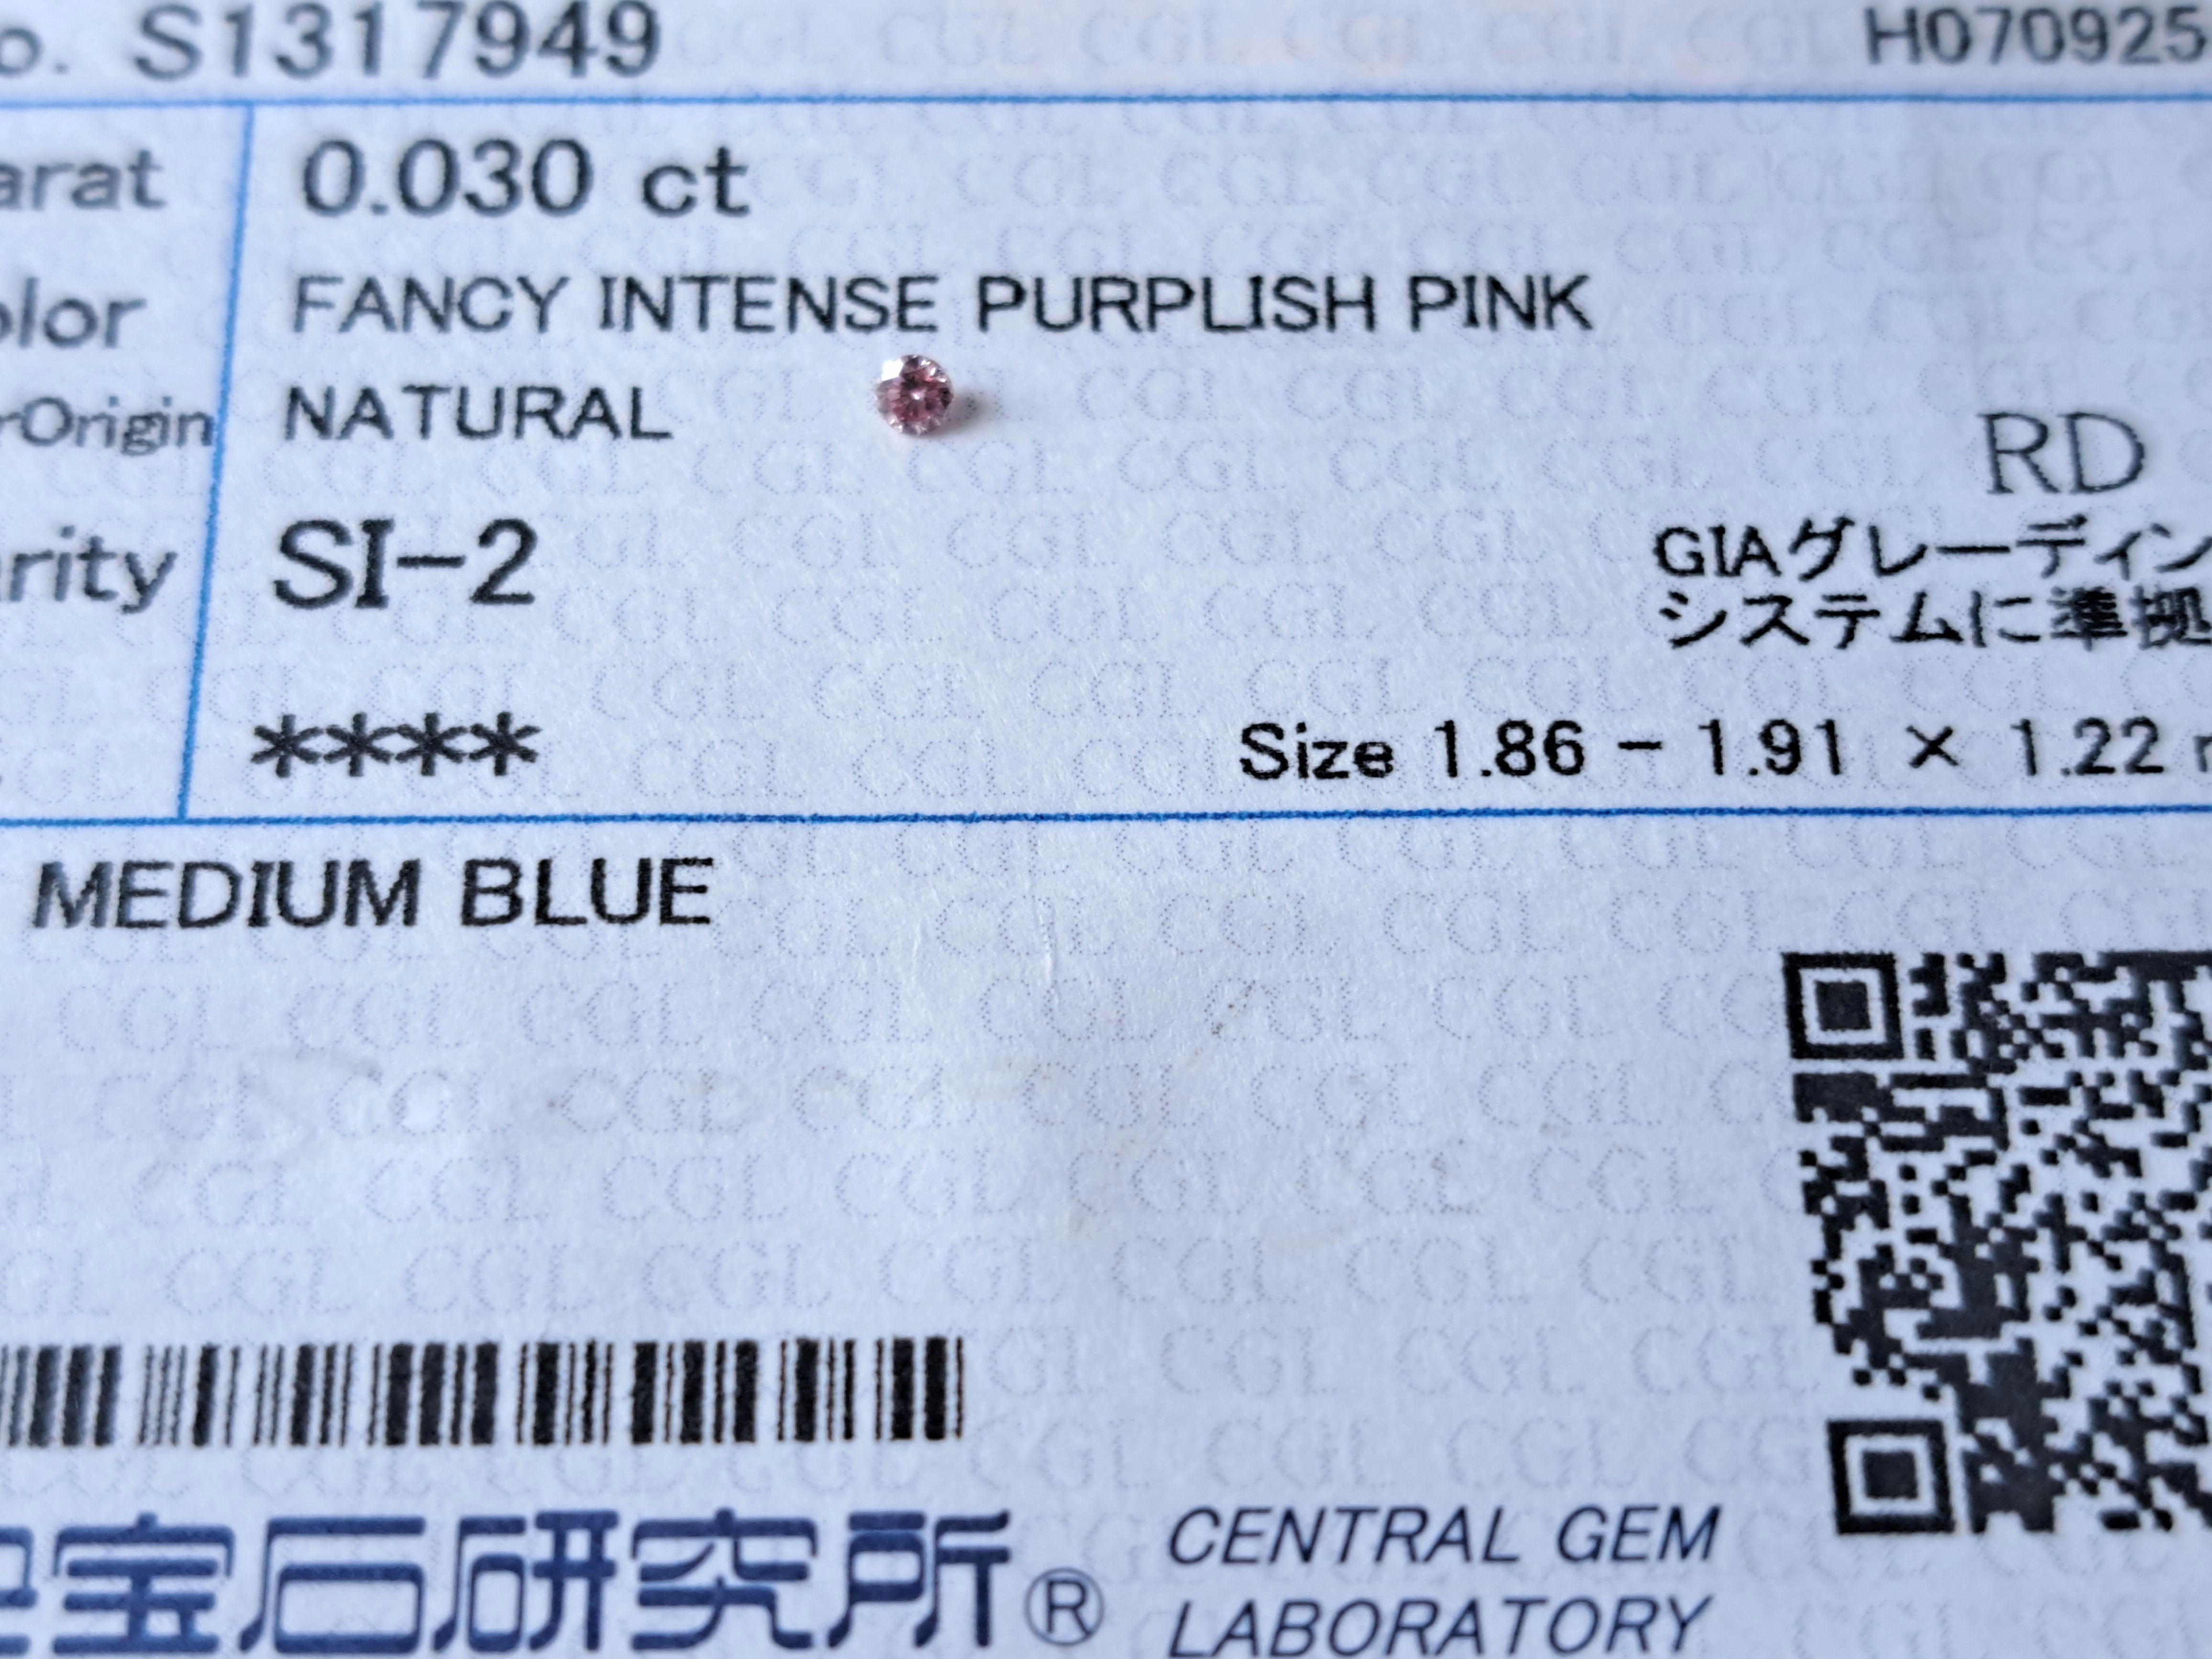 o. S1317949 H070925
arat 0.030 ct
olor FANCY INTENSE PURPLISH PINK
rOrigin NATURAL
RD
arity SI-2
GIAグレーディン
システムに準拠
**** Size 1.86 - 1.91 × 1.22
MEDIUM BLUE
宝石研究所® CENTRAL GEM
LABORATORY